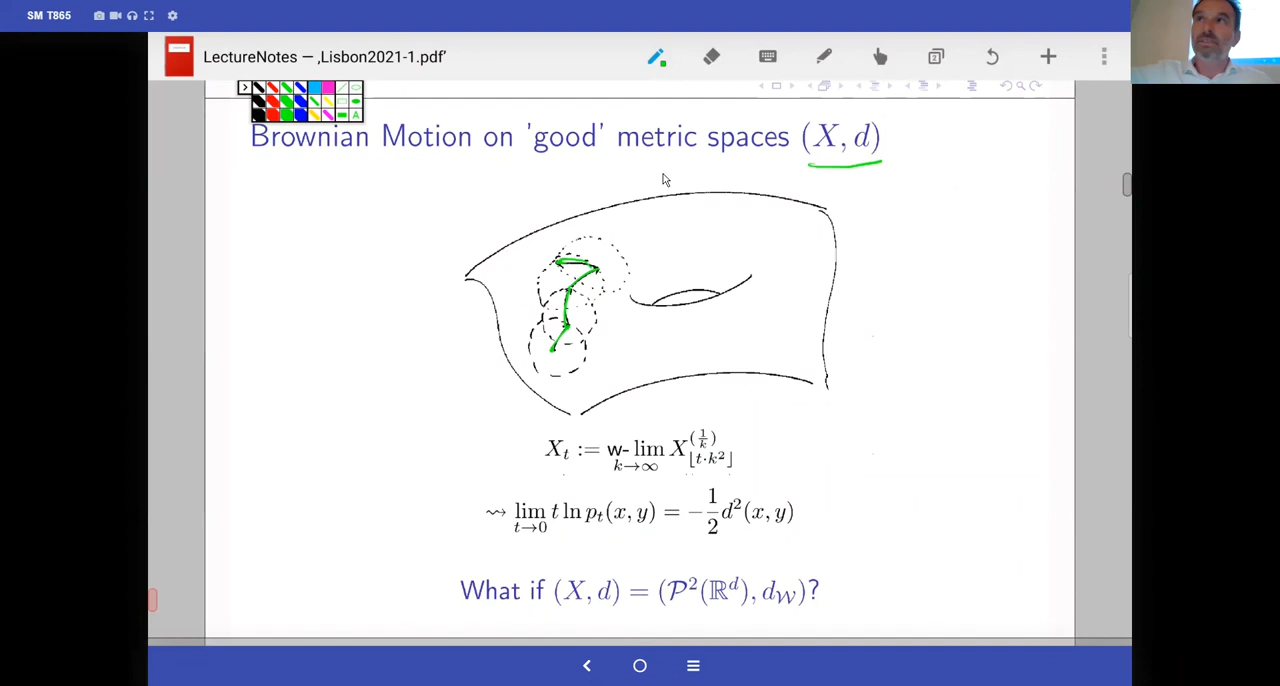 SM T865
LectureNotes — ‚Lisbon2021-1.pdf’
Brownian Motion on 'good' metric spaces (X, d)
X_t := w-lim_{k→∞} X^{(1/k)}_{⌊t·k²⌋}
⇝ lim_{t→0} t ln p_t(x, y) = −1/2 d²(x, y)
What if (X, d) = (𝒫²(ℝ^d), d_𝒲)?